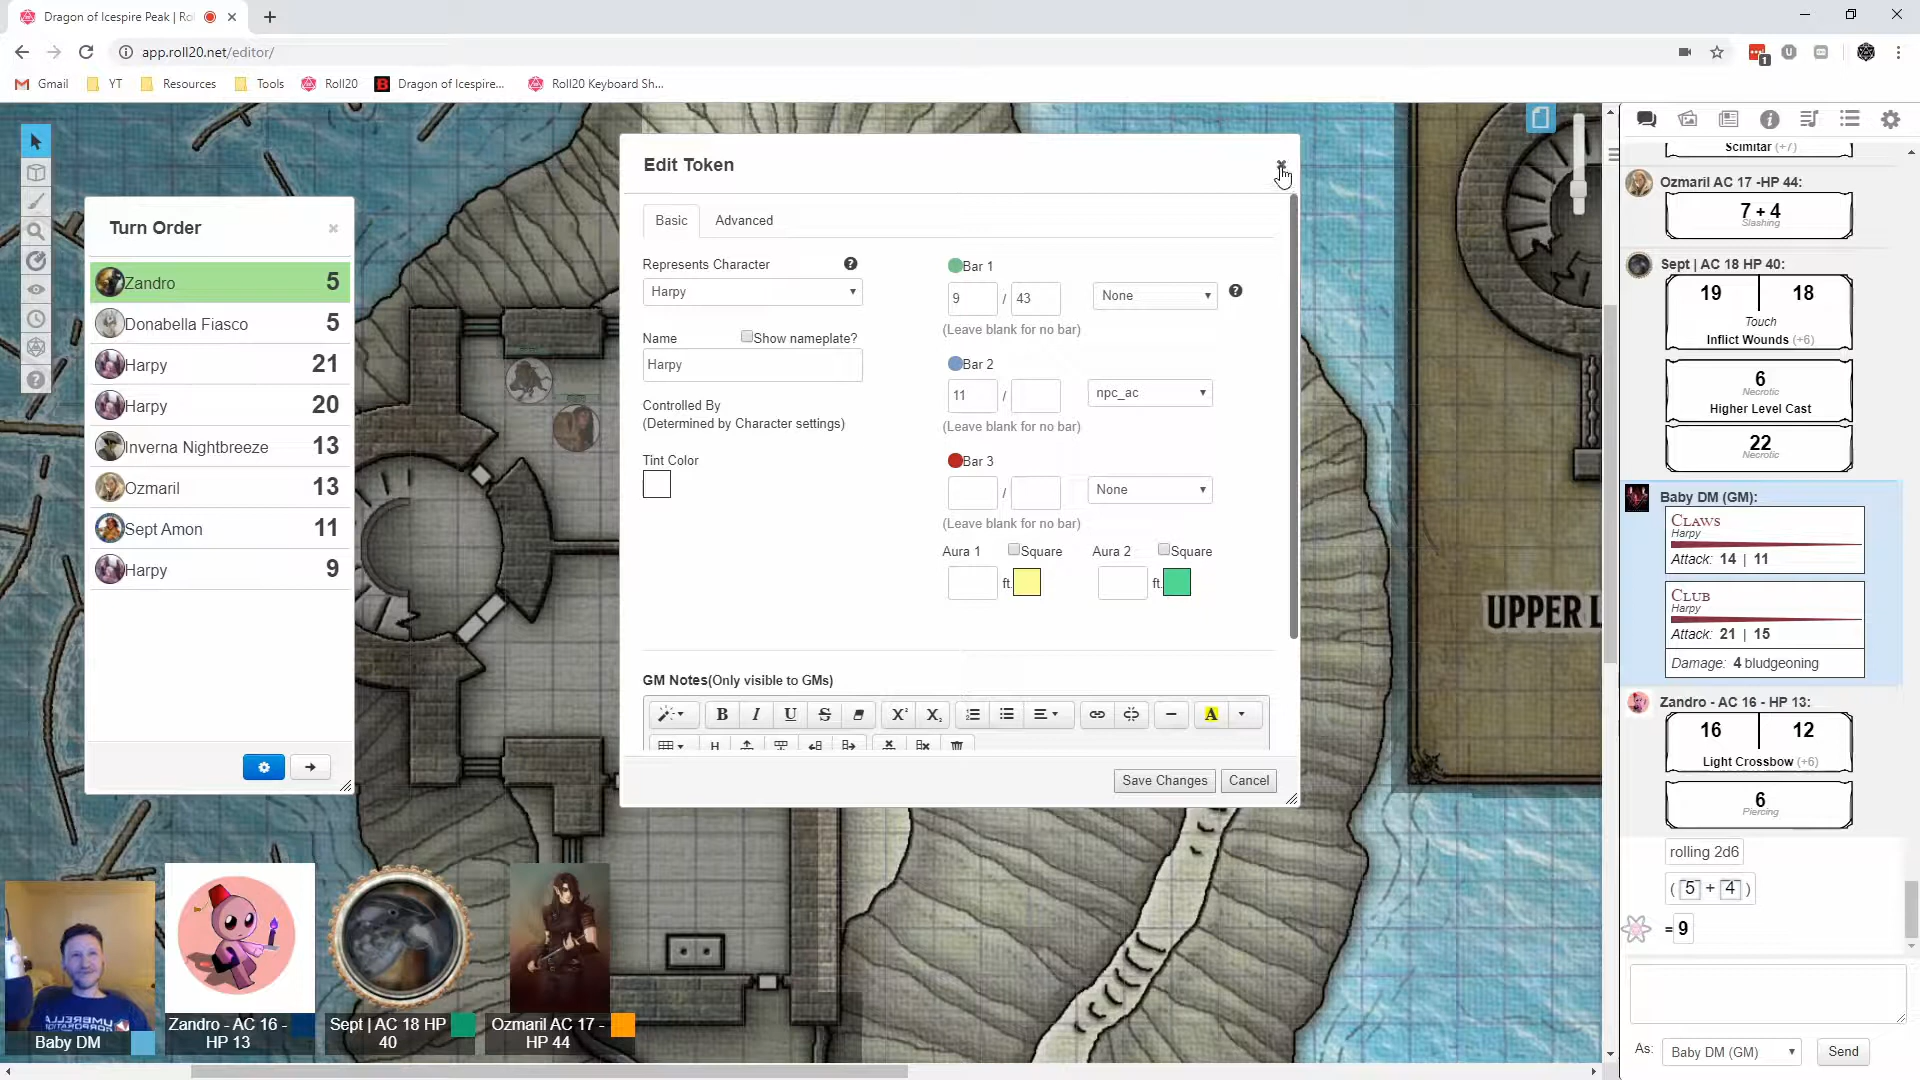 Dragon of Icespire Peak | Ro
app.roll20.net/editor/
Gmail
YT
Resources
Tools
Roll20
Dragon of Icespire...
Roll20 Keyboard Sh...
Turn Order
Zandro 5
Donabella Fiasco 5
Harpy 21
Harpy 20
Inverna Nightbreeze 13
Ozmaril 13
Sept Amon 11
Harpy 9
Edit Token
Basic
Advanced
Represents Character
Harpy
Name
Show nameplate?
Harpy
Controlled By
(Determined by Character settings)
Tint Color
Bar 1
9 / 43
None
(Leave blank for no bar)
Bar 2
11 /
npc_ac
(Leave blank for no bar)
Bar 3
/
None
(Leave blank for no bar)
Aura 1
Square
ft.
Aura 2
Square
ft.
GM Notes(Only visible to GMs)
B I U S X² X₂ A
H
Save Changes
Cancel
UPPER L
Scimitar (+7)
Ozmaril AC 17 -HP 44:
7 + 4
Slashing
Sept | AC 18 HP 40:
19 18
Touch
Inflict Wounds (+6)
6
Necrotic
Higher Level Cast
22
Necrotic
Baby DM (GM):
CLAWS
Harpy
Attack: 14 | 11
CLUB
Harpy
Attack: 21 | 15
Damage: 4 bludgeoning
Zandro - AC 16 - HP 13:
16 12
Light Crossbow (+6)
6
Piercing
rolling 2d6
( 5 + 4 )
= 9
As:
Baby DM (GM)
Send
Baby DM
Zandro - AC 16 -
HP 13
Sept | AC 18 HP
40
Ozmaril AC 17 -
HP 44